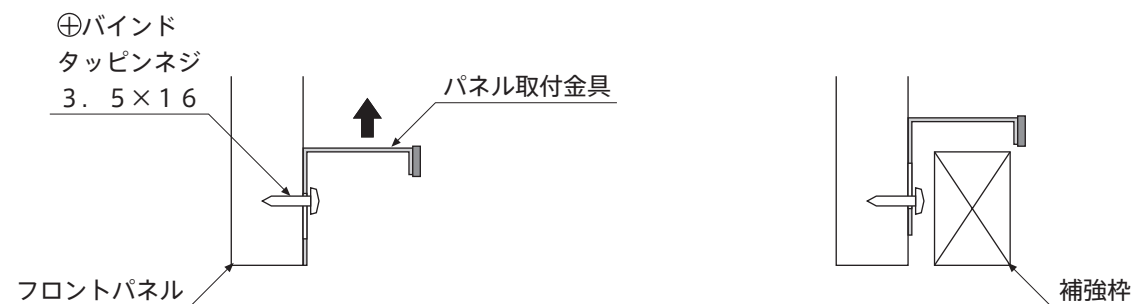 ⊕バインド
タッピンネジ
３．５×１６
パネル取付金具
フロントパネル
補強枠